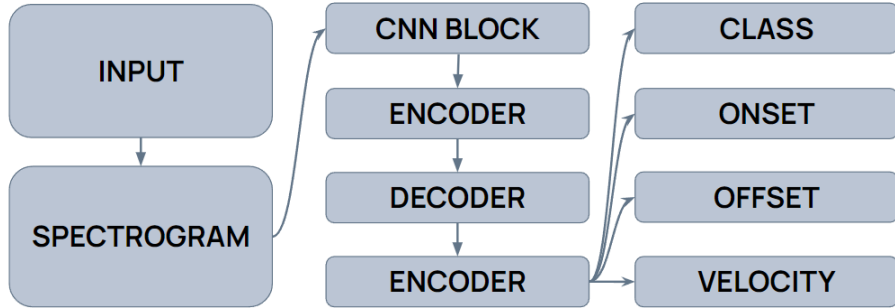 INPUT
SPECTROGRAM
CNN BLOCK
ENCODER
DECODER
ENCODER
CLASS
ONSET
OFFSET
VELOCITY